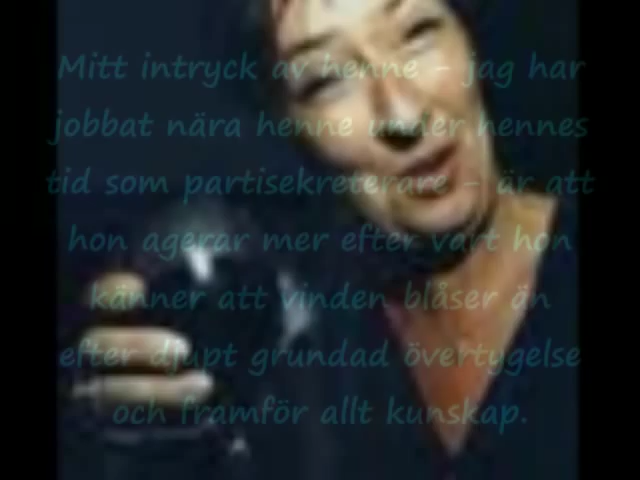 Mitt intryck av henne - jag har
jobbat nära henne under hennes
tid som partisekreterare - är att
hon agerar mer efter vart hon
känner att vinden blåser än
efter djupt grundad övertygelse
och framför allt kunskap.